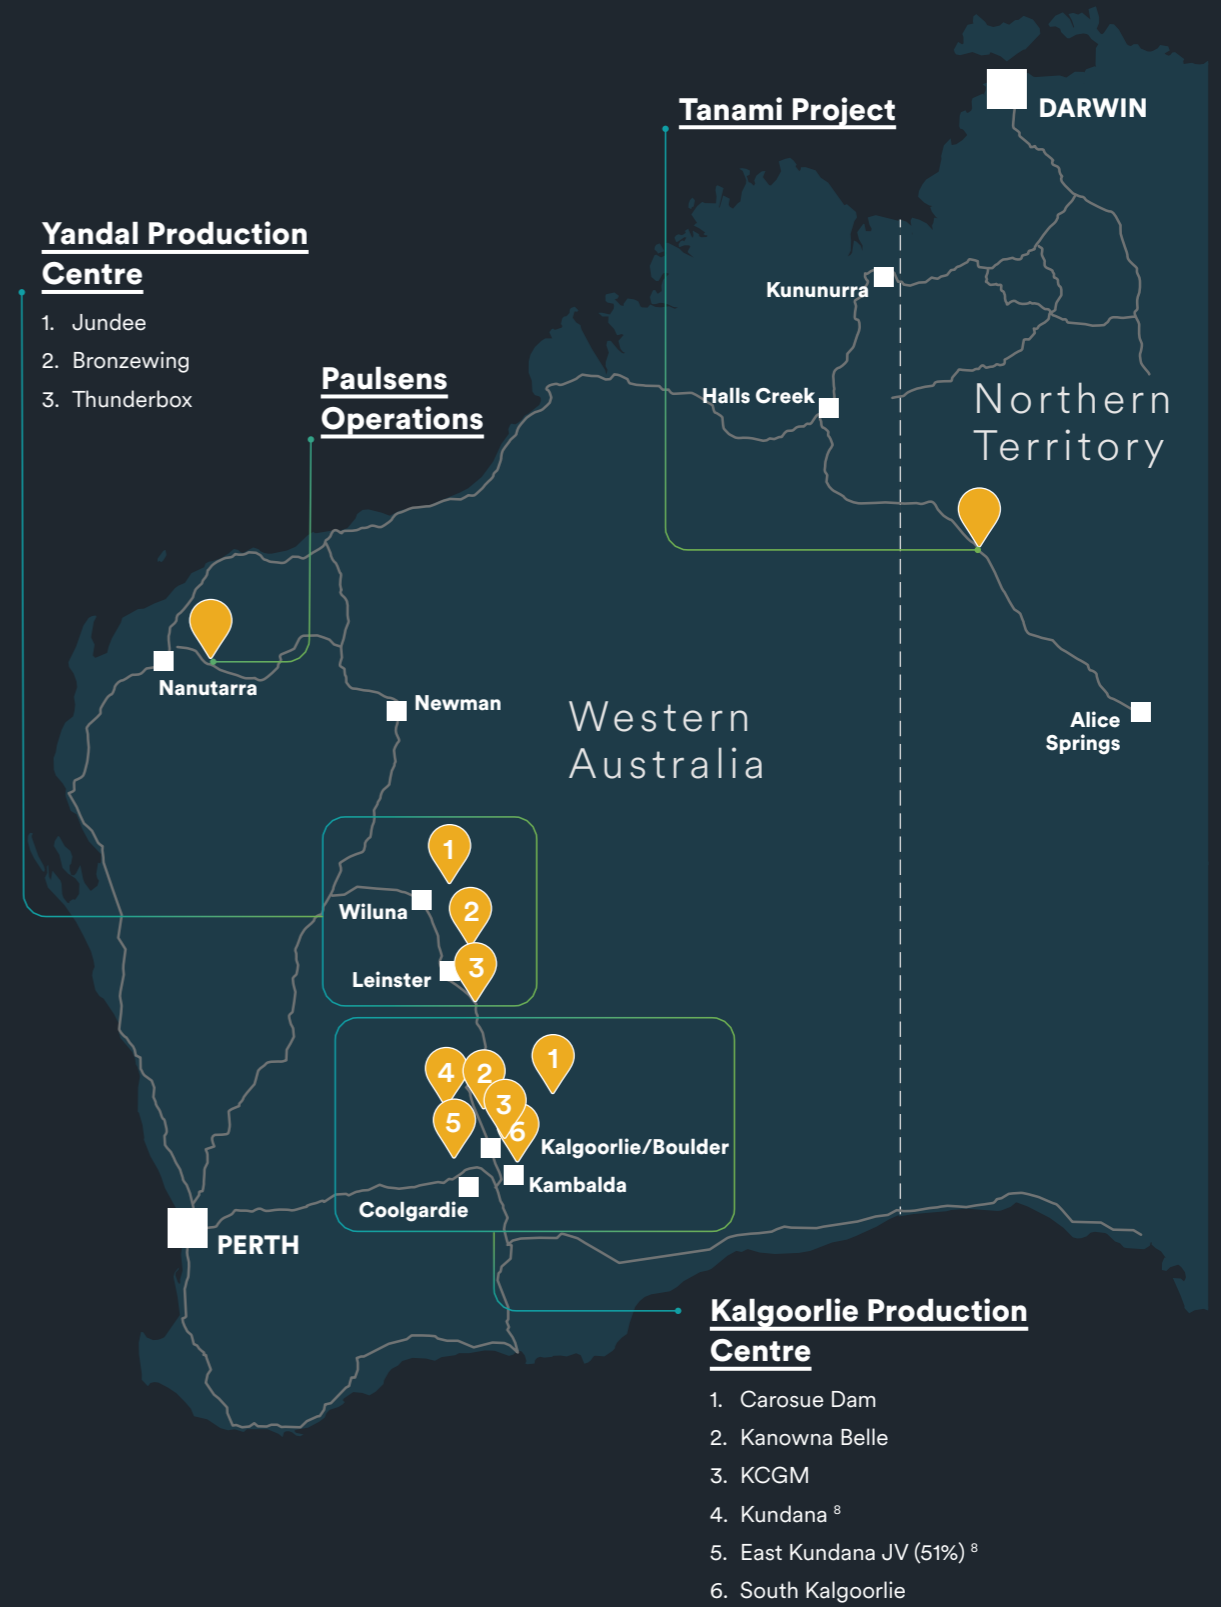 DARWIN
Tanami Project
Yandal Production
Centre
1. Jundee
2. Bronzewing
3. Thunderbox
Kununurra
Paulsens
Operations
Halls Creek
Northern
Territory
Nanutarra
Newman
Western
Australia
Alice
Springs
1
Wiluna
2
Leinster
3
1
4
2
3
5
6
Kalgoorlie/Boulder
Kambalda
Coolgardie
PERTH
Kalgoorlie Production
Centre
1. Carosue Dam
2. Kanowna Belle
3. KCGM
4. Kundana ⁸
5. East Kundana JV (51%) ⁸
6. South Kalgoorlie